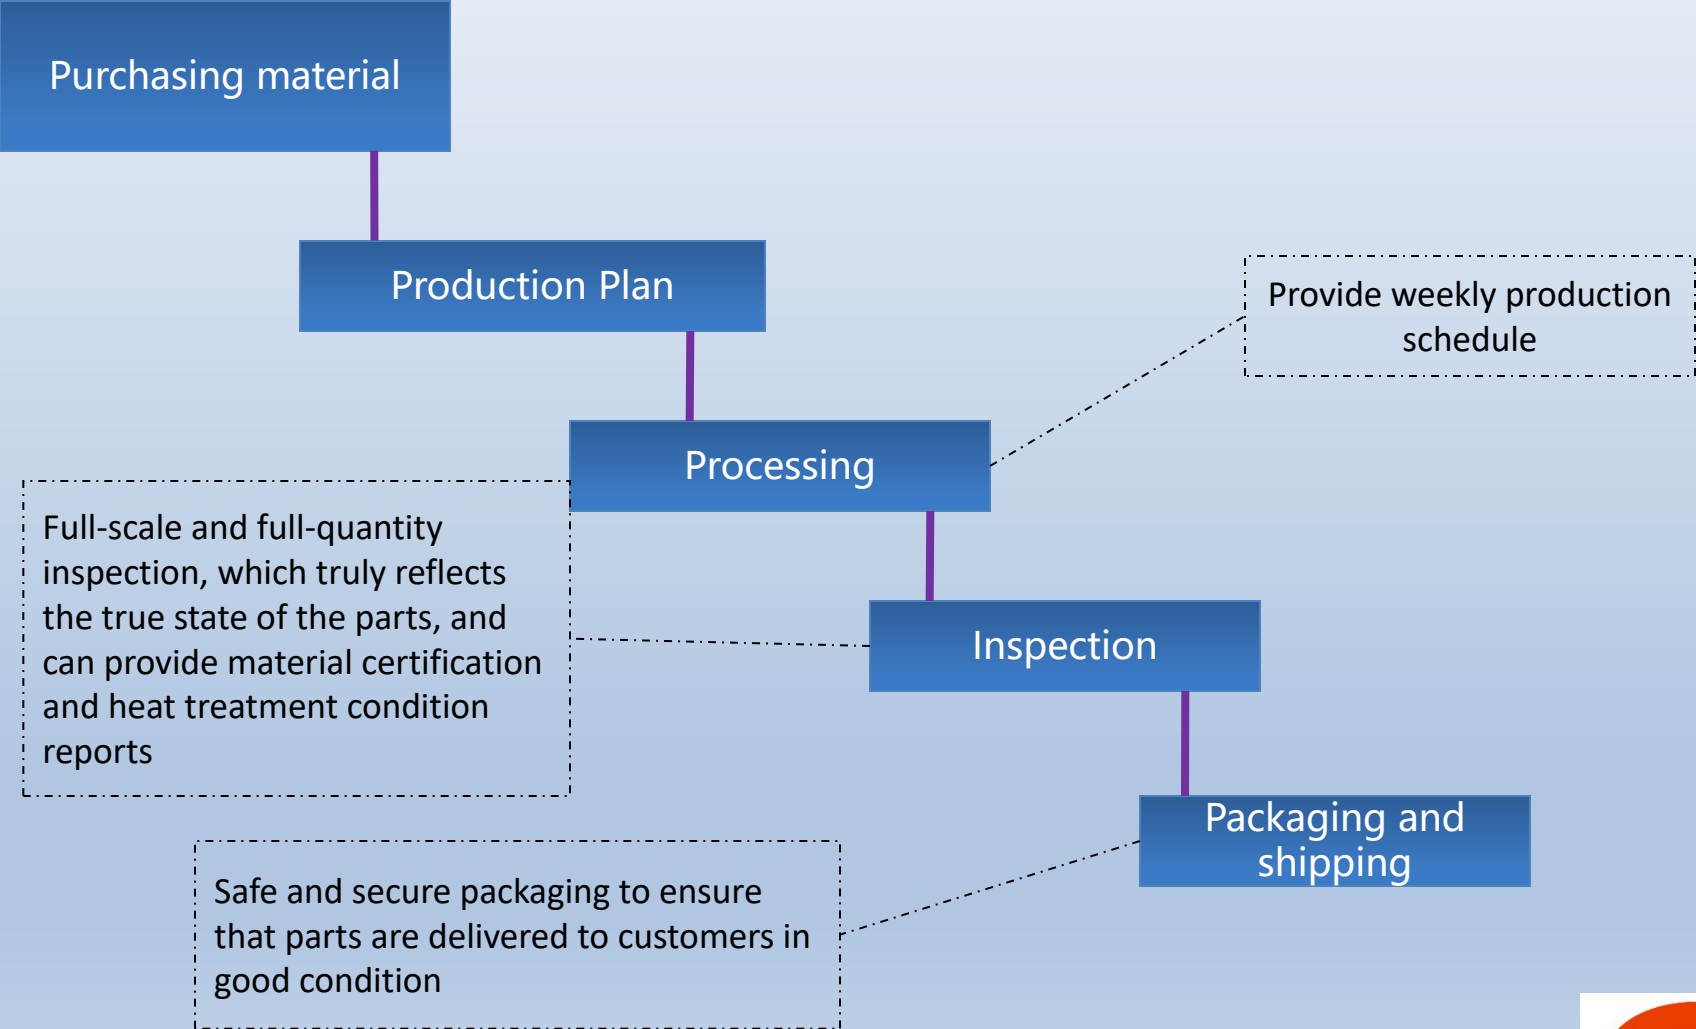 Purchasing material
Production Plan
Provide weekly production
schedule
Processing
Full-scale and full-quantity
inspection, which truly reflects
the true state of the parts, and
can provide material certification
and heat treatment condition
reports
Inspection
Packaging and
shipping
Safe and secure packaging to ensure
that parts are delivered to customers in
good condition